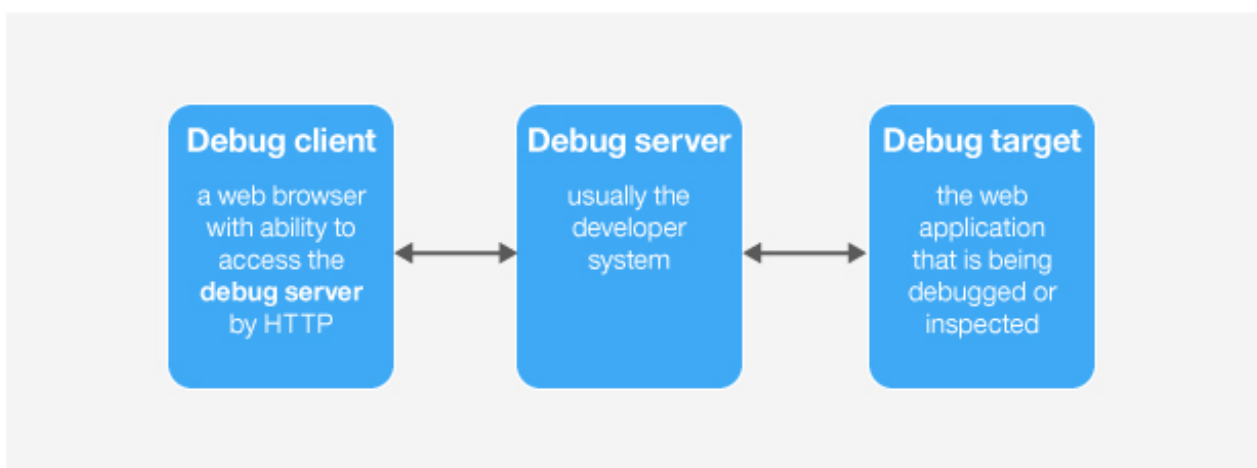 Debug client
a web browser
with ability to
access the
debug server
by HTTP
Debug server
usually the
developer
system
Debug target
the web
application
that is being
debugged or
inspected